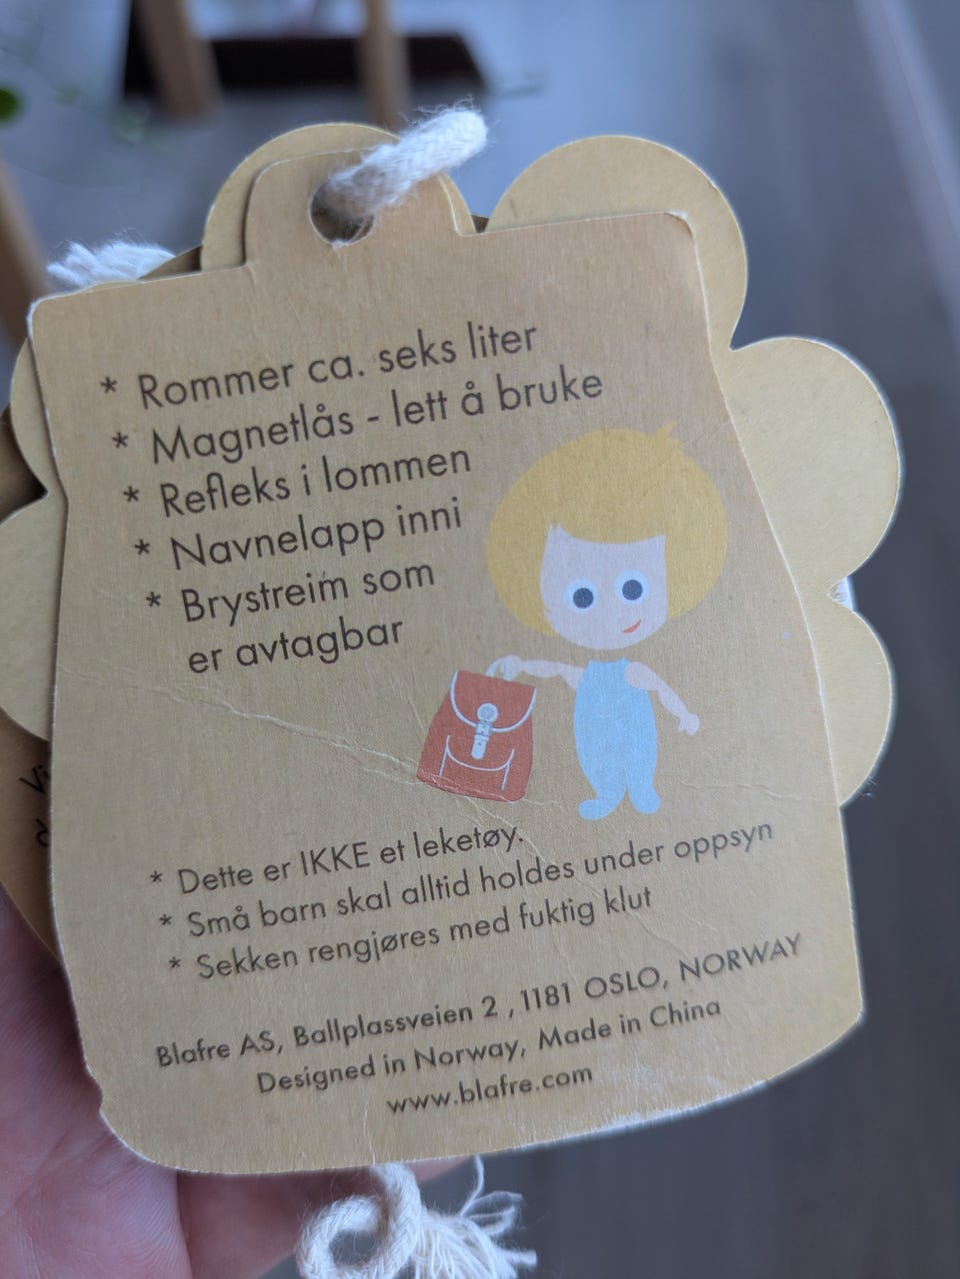 * Rommer ca. seks liter
* Magnetlås - lett å bruke
* Refleks i lommen
* Navnelapp inni
* Brystreim som
er avtagbar
* Dette er IKKE et leketøy.
* Små barn skal alltid holdes under oppsyn
* Sekken rengjøres med fuktig klut
Blafre AS, Ballplassveien 2 , 1181 OSLO, NORWAY
Designed in Norway, Made in China
www.blafre.com